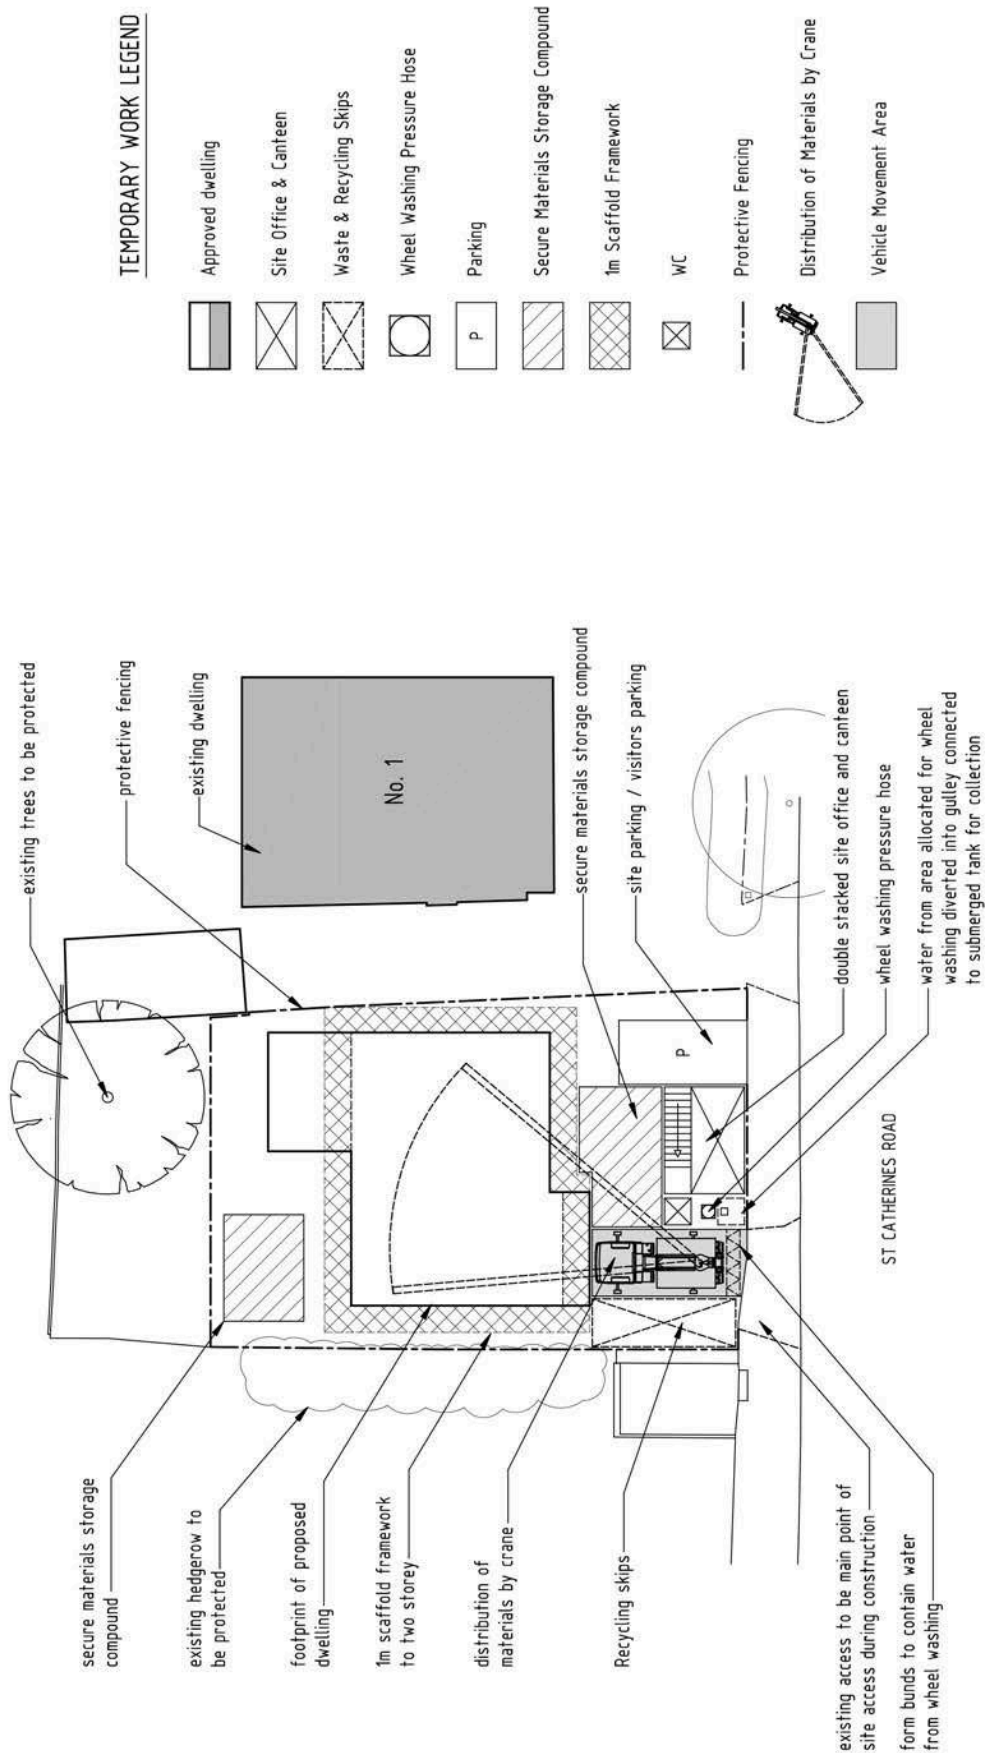 TEMPORARY WORK LEGEND
Approved dwelling
Site Office & Canteen
Waste & Recycling Skips
Wheel Washing Pressure Hose
P
Parking
Secure Materials Storage Compound
1m Scaffold Framework
WC
Protective Fencing
Distribution of Materials by Crane
Vehicle Movement Area
existing trees to be protected
protective fencing
existing dwelling
No. 1
secure materials storage compound
site parking / visitors parking
P
double stacked site office and canteen
wheel washing pressure hose
water from area allocated for wheel
washing diverted into gulley connected
to submerged tank for collection
ST CATHERINES ROAD
secure materials storage
compound
existing hedgerow to
be protected
footprint of proposed
dwelling
1m scaffold framework
to two storey
distribution of
materials by crane
Recycling skips
existing access to be main point of
site access during construction
form bunds to contain water
from wheel washing